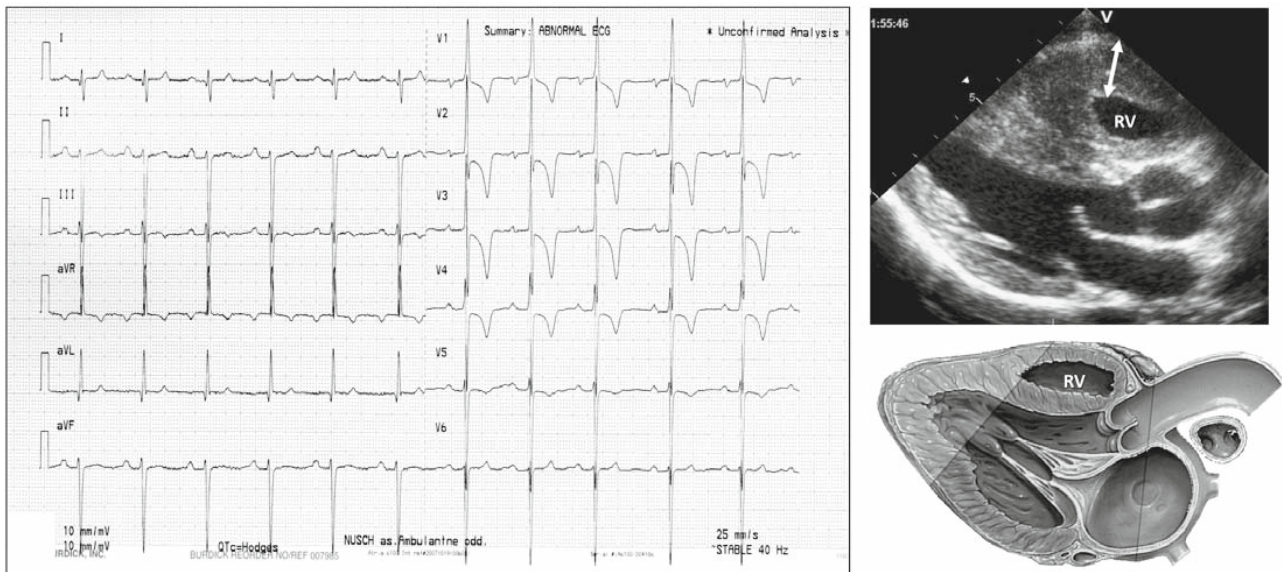 Summary: ABNORMAL ECG
* Unconfirmed Analysis *
I
V1
II
V2
III
V3
aVR
V4
aVL
V5
aVF
V6
10 mm/mV
10 mm/mV
QTc=Hodges
NUSCH as.Ambulantne odd.
25 mm/s
~STABLE 40 Hz
BURDICK REORDER NO/REF 007985
1:55:46
V
5
RV
RV